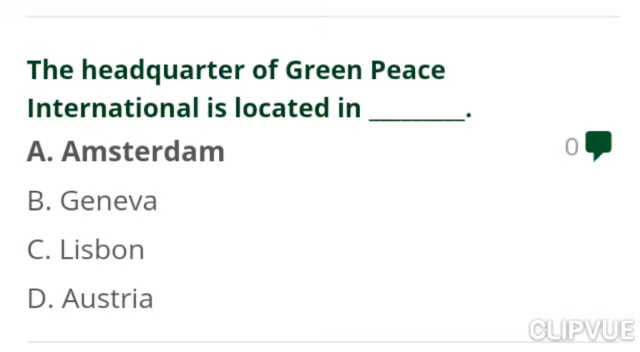 The headquarter of Green Peace
International is located in ________.
A. Amsterdam
0
B. Geneva
C. Lisbon
D. Austria
CLIPVUE